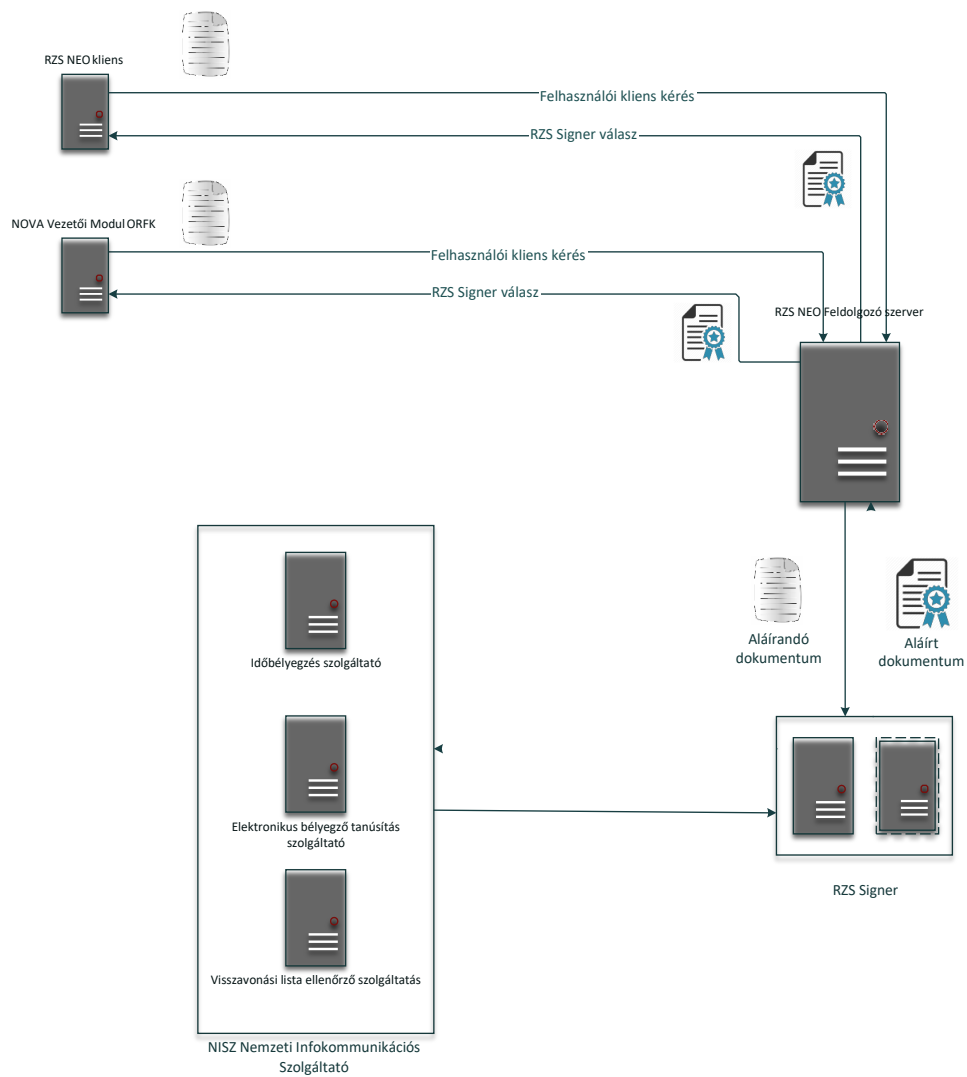 RZS NEO kliens
Felhasználói kliens kérés
RZS Signer válasz
NOVA Vezetői Modul ORFK
Felhasználói kliens kérés
RZS Signer válasz
RZS NEO Feldolgozó szerver
Aláírandó
dokumentum
Aláírt
dokumentum
Időbélyegzés szolgáltató
Elektronikus bélyegző tanúsítás
szolgáltató
Visszavonási lista ellenőrző szolgáltatás
RZS Signer
NISZ Nemzeti Infokommunikációs
Szolgáltató